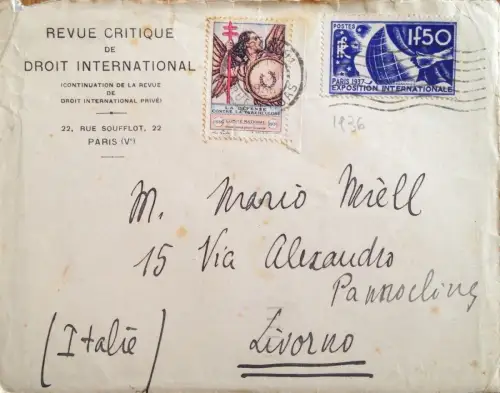 REVUE CRITIQUE
DE
DROIT INTERNATIONAL
(CONTINUATION DE LA REVUE
DE
DROIT INTERNATIONAL PRIVÉ)
22, RUE SOUFFLOT, 22
PARIS (Vᵉ)
LA DÉFENSE
CONTRE LA TUBERCULOSE
COMITÉ NATIONAL
POSTES
1F50
RF
PARIS 1937
EXPOSITION INTERNATIONALE
1936
M. Mario Miell
15 Via Alexandro
(Italie)
Livorno